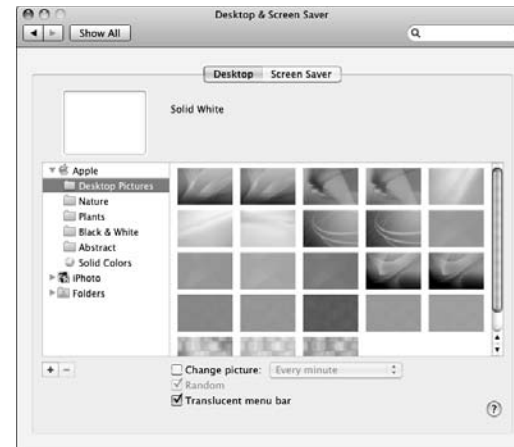 Desktop & Screen Saver
Show All
Desktop Screen Saver
Solid White
Apple
Desktop Pictures
Nature
Plants
Black & White
Abstract
Solid Colors
iPhoto
Folders
+ −
Change picture: Every minute
Random
Translucent menu bar
?